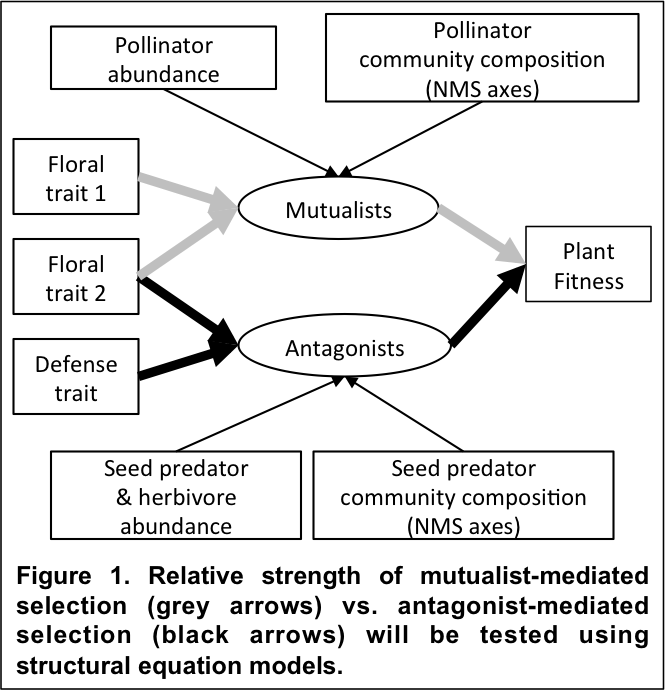 Pollinator
abundance
Pollinator
community composition
(NMS axes)
Floral
trait 1
Mutualists
Floral
trait 2
Plant
Fitness
Antagonists
Defense
trait
Seed predator
& herbivore
abundance
Seed predator
community composition
(NMS axes)
Figure 1. Relative strength of mutualist-mediated
selection (grey arrows) vs. antagonist-mediated
selection (black arrows) will be tested using
structural equation models.